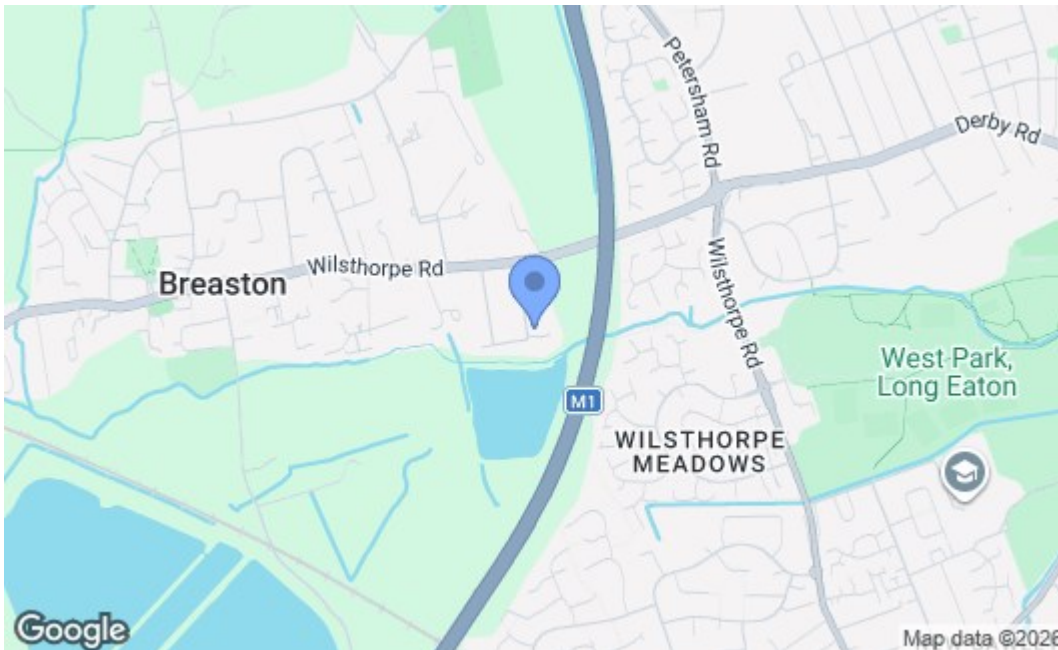 Petersham Rd
Derby Rd
Wilsthorpe Rd
Breaston
Wilsthorpe Rd
West Park,
Long Eaton
M1
WILSTHORPE
MEADOWS
Google
Map data ©2026